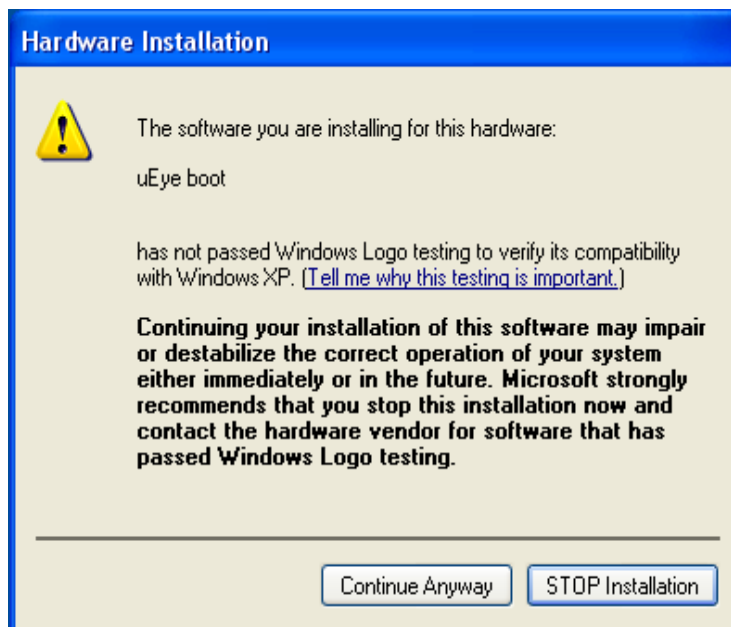 Hardware Installation
The software you are installing for this hardware:
uEye boot
has not passed Windows Logo testing to verify its compatibility
with Windows XP. (Tell me why this testing is important.)
Continuing your installation of this software may impair
or destabilize the correct operation of your system
either immediately or in the future. Microsoft strongly
recommends that you stop this installation now and
contact the hardware vendor for software that has
passed Windows Logo testing.
Continue Anyway
STOP Installation